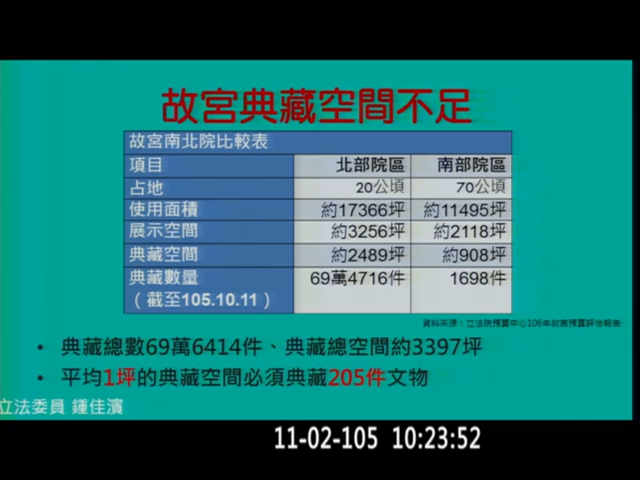 故宮典藏空間不足
故宮南北院比較表
項目 北部院區 南部院區
占地 20公頃 70公頃
使用面積 約17366坪 約11495坪
展示空間 約3256坪 約2118坪
典藏空間 約2489坪 約908坪
典藏數量 69萬4716件 1698件
（截至105.10.11）
資料來源：立法院預算中心106年故宮預算評估報告
• 典藏總數69萬6414件、典藏總空間約3397坪
• 平均1坪的典藏空間必須典藏205件文物
立法委員 鍾佳濱
11-02-105 10:23:52